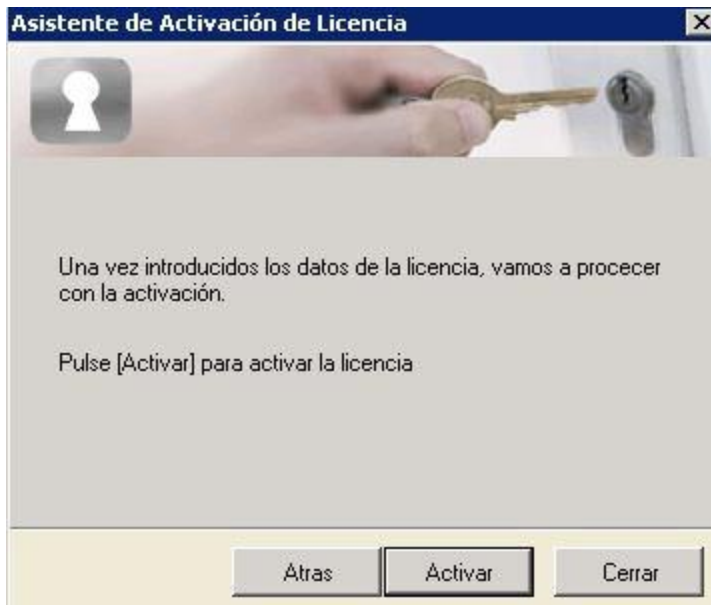 Asistente de Activación de Licencia
Una vez introducidos los datos de la licencia, vamos a procecer
con la activación.
Pulse [Activar] para activar la licencia
Atras
Activar
Cerrar